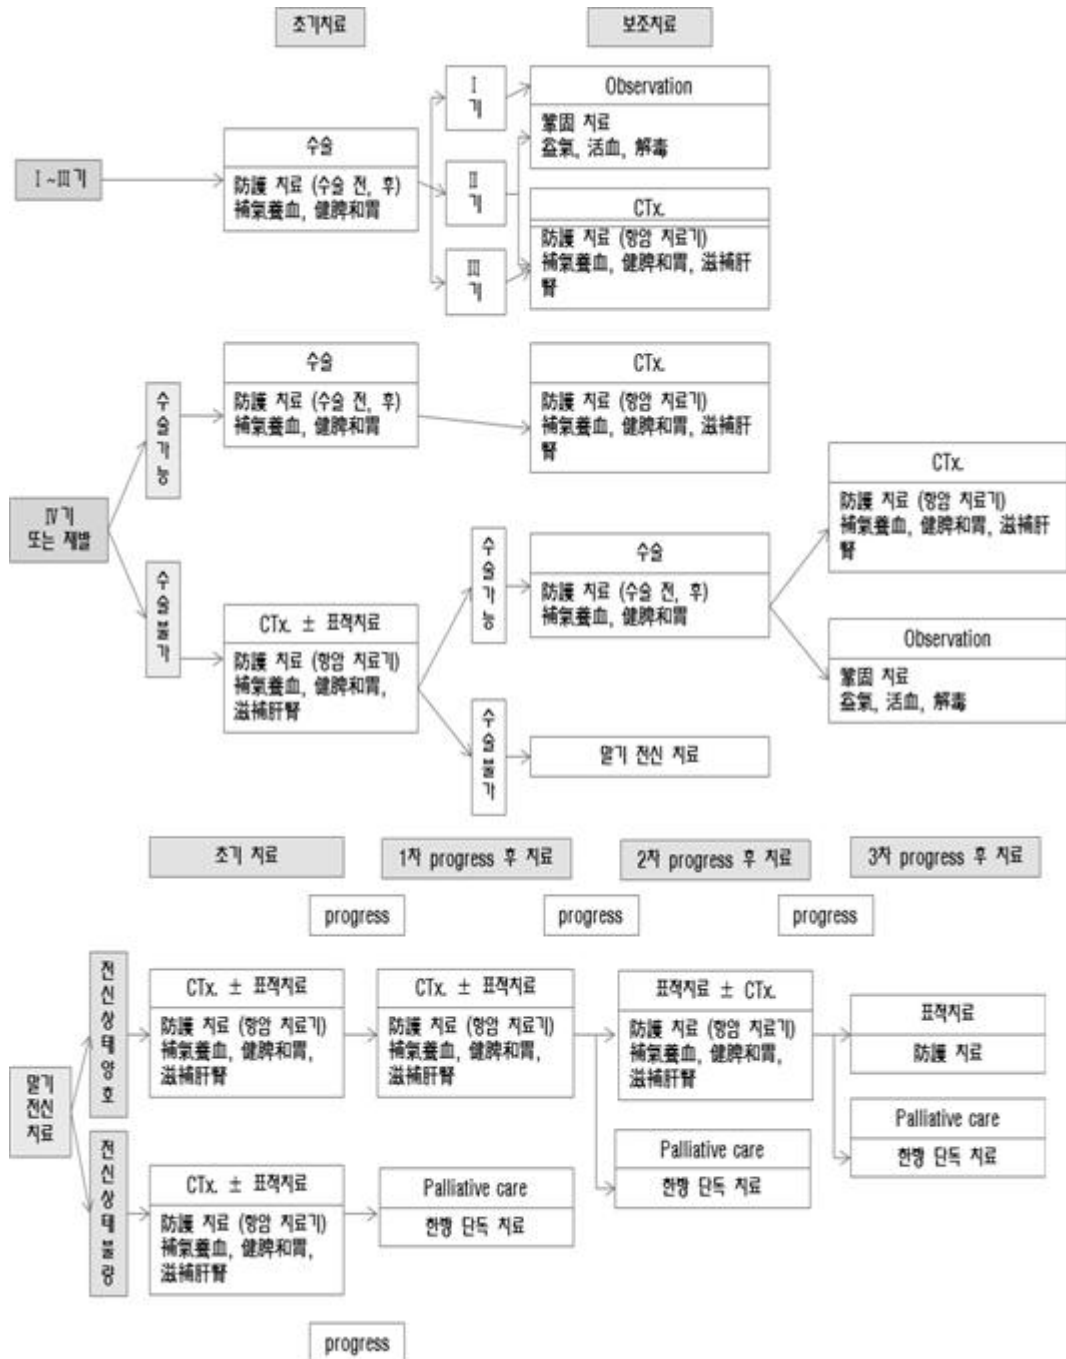 초기치료
보조치료
Ⅰ~Ⅲ기
수술
防護 치료 (수술 전, 후)
補氣養血, 健脾和胃
Ⅰ
기
Ⅱ
기
Ⅲ
기
Observation
鞏固 치료
益氣, 活血, 解毒
CTx.
防護 치료 (항암 치료기)
補氣養血, 健脾和胃, 滋補肝
腎
Ⅳ기
또는 재발
수
술
가
능
수술
防護 치료 (수술 전, 후)
補氣養血, 健脾和胃
CTx.
防護 치료 (항암 치료기)
補氣養血, 健脾和胃, 滋補肝
腎
수
술
불
가
CTx. ± 표적치료
防護 치료 (항암 치료기)
補氣養血, 健脾和胃,
滋補肝腎
수
술
가
능
수술
防護 치료 (수술 전, 후)
補氣養血, 健脾和胃
CTx.
防護 치료 (항암 치료기)
補氣養血, 健脾和胃, 滋補肝
腎
Observation
鞏固 치료
益氣, 活血, 解毒
수
술
불
가
말기 전신 치료
초기 치료
1차 progress 후 치료
2차 progress 후 치료
3차 progress 후 치료
progress
progress
progress
말기
전신
치료
전
신
상
태
양
호
CTx. ± 표적치료
防護 치료 (항암 치료기)
補氣養血, 健脾和胃,
滋補肝腎
CTx. ± 표적치료
防護 치료 (항암 치료기)
補氣養血, 健脾和胃,
滋補肝腎
표적치료 ± CTx.
防護 치료 (항암 치료기)
補氣養血, 健脾和胃,
滋補肝腎
표적치료
防護 치료
Palliative care
한방 단독 치료
Palliative care
한방 단독 치료
전
신
상
태
불
량
CTx. ± 표적치료
防護 치료 (항암 치료기)
補氣養血, 健脾和胃,
滋補肝腎
Palliative care
한방 단독 치료
progress